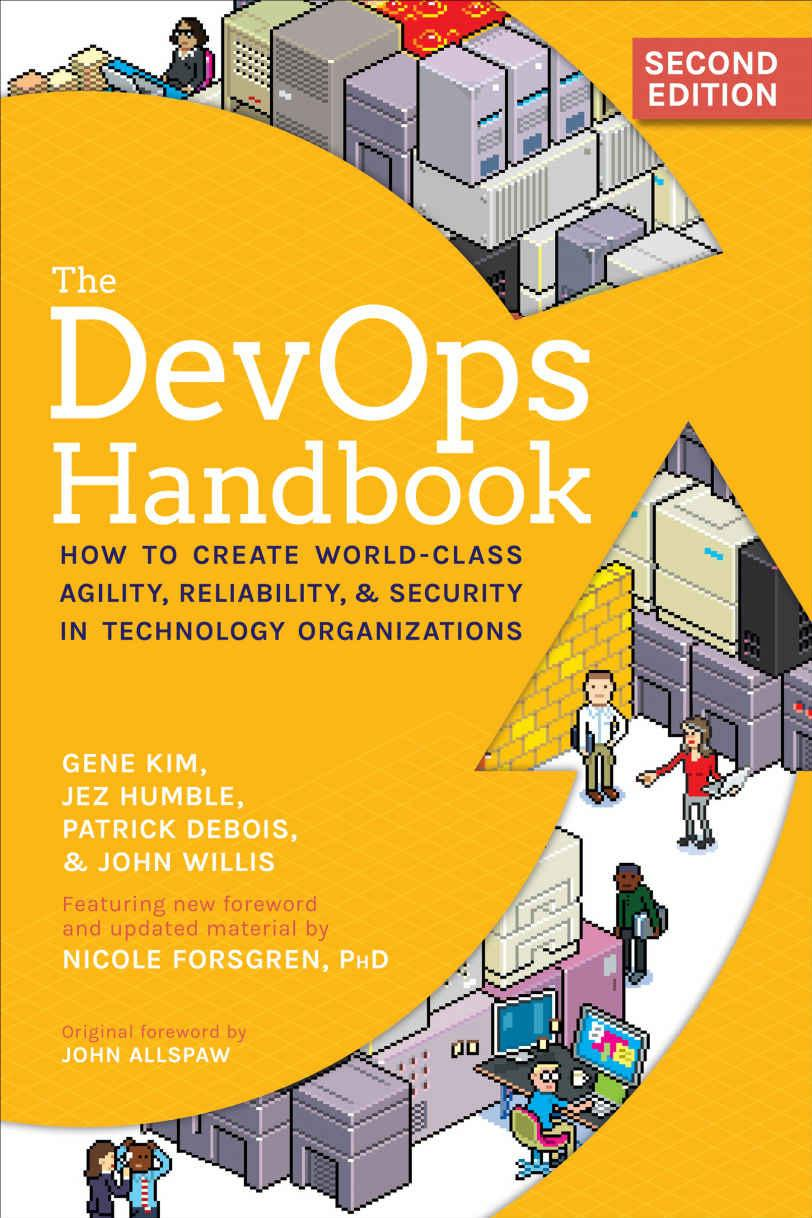 SECOND
EDITION
The
DevOps
Handbook
HOW TO CREATE WORLD-CLASS
AGILITY, RELIABILITY, & SECURITY
IN TECHNOLOGY ORGANIZATIONS
GENE KIM,
JEZ HUMBLE,
PATRICK DEBOIS,
& JOHN WILLIS
Featuring new foreword
and updated material by
NICOLE FORSGREN, PHD
Original foreword by
JOHN ALLSPAW